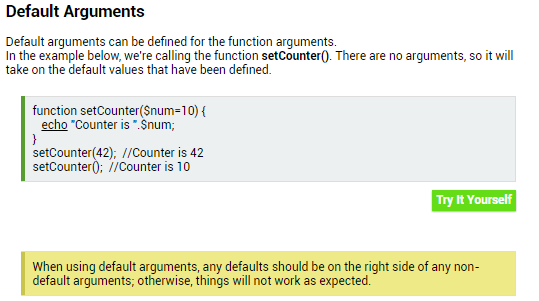 Default Arguments
Default arguments can be defined for the function arguments.
In the example below, we're calling the function setCounter(). There are no arguments, so it will
take on the default values that have been defined.
function setCounter($num=10) {
echo "Counter is ".$num;
}
setCounter(42); //Counter is 42
setCounter(); //Counter is 10
Try It Yourself
When using default arguments, any defaults should be on the right side of any non-
default arguments; otherwise, things will not work as expected.